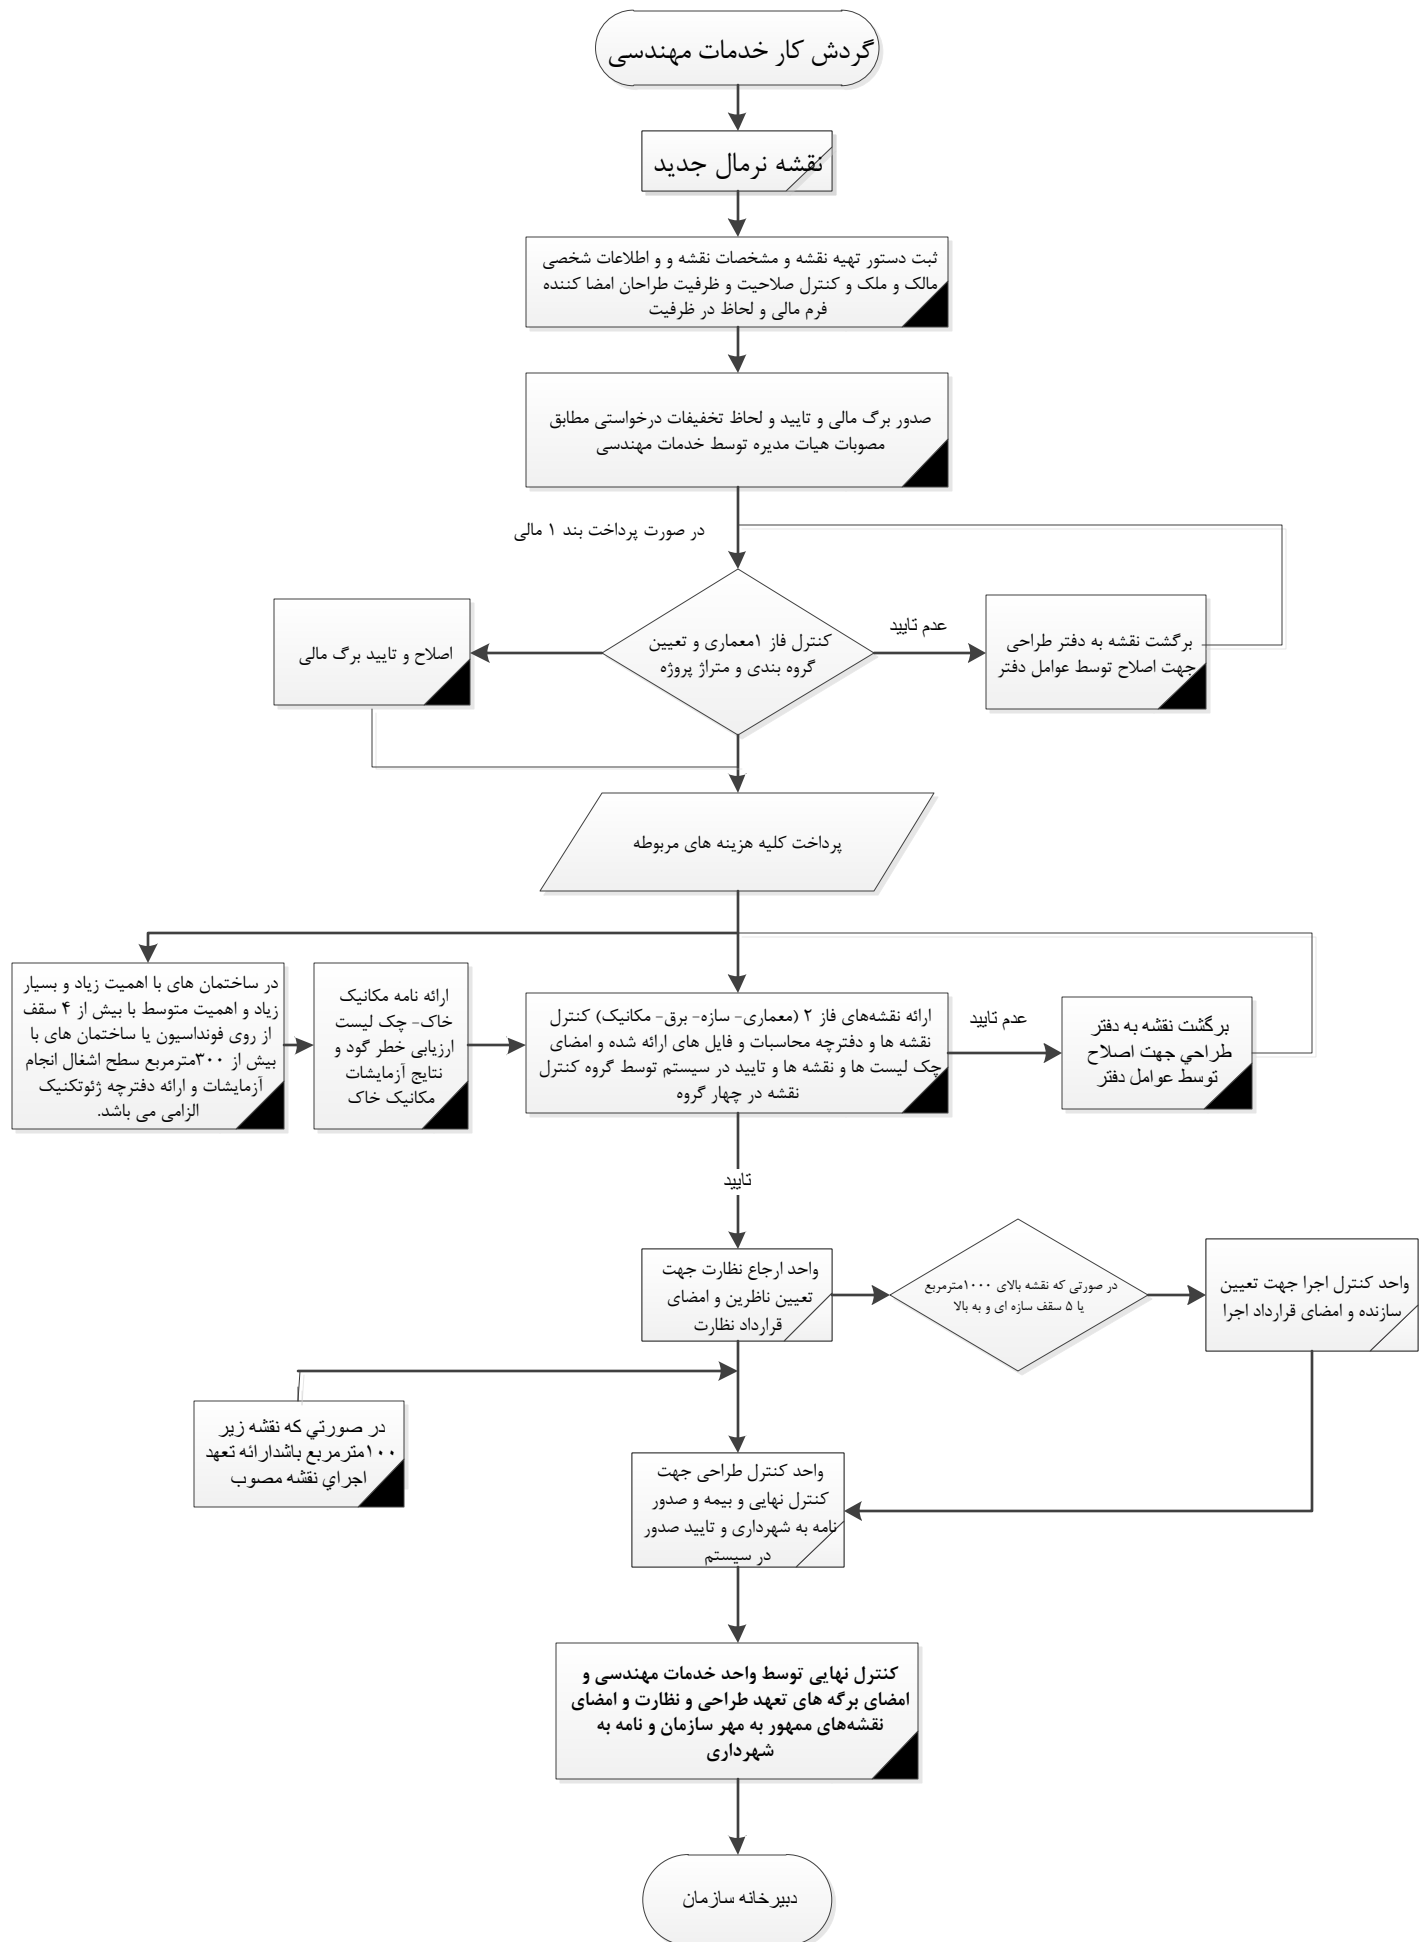 گردش کار خدمات مهندسی
نقشه نرمال جدید
ثبت دستور تهیه نقشه و مشخصات نقشه و و اطلاعات شخصی
مالک و ملک و کنترل صلاحیت و ظرفیت طراحان امضا کننده
فرم مالی و لحاظ در ظرفیت
صدور برگ مالی و تایید و لحاظ تخفیفات درخواستی مطابق
مصوبات هیات مدیره توسط خدمات مهندسی
در صورت پرداخت بند ۱ مالی
کنترل فاز ۱معماری و تعیین
گروه بندی و متراژ پروژه
عدم تایید
برگشت نقشه به دفتر طراحی
جهت اصلاح توسط عوامل دفتر
اصلاح و تایید برگ مالی
پرداخت کلیه هزینه های مربوطه
در ساختمان های با اهمیت زیاد و بسیار
زیاد و اهمیت متوسط با بیش از ۴ سقف
از روی فونداسیون یا ساختمان های با
بیش از ۳۰۰مترمربع سطح اشغال انجام
آزمایشات و ارائه دفترچه ژئوتکنیک
الزامی می باشد.
ارائه نامه مکانیک
خاک- چک لیست
ارزیابی خطر گود و
نتایج آزمایشات
مکانیک خاک
ارائه نقشه‌های فاز ۲ (معماری- سازه- برق- مکانیک) کنترل
نقشه ها و دفترچه محاسبات و فایل های ارائه شده و امضای
چک لیست ها و نقشه ها و تایید در سیستم توسط گروه کنترل
نقشه در چهار گروه
عدم تایید
برگشت نقشه به دفتر
طراحي جهت اصلاح
توسط عوامل دفتر
تایید
واحد ارجاع نظارت جهت
تعیین ناظرین و امضای
قرارداد نظارت
در صورتی که نقشه بالای ۱۰۰۰مترمربع
یا ۵ سقف سازه ای و به بالا
واحد کنترل اجرا جهت تعیین
سازنده و امضای قرارداد اجرا
در صورتي که نقشه زير
۱۰۰مترمربع باشدارائه تعهد
اجراي نقشه مصوب
واحد کنترل طراحی جهت
کنترل نهایی و بیمه و صدور
نامه به شهرداری و تایید صدور
در سیستم
کنترل نهایی توسط واحد خدمات مهندسی و
امضای برگه های تعهد طراحی و نظارت و امضای
نقشه‌های ممهور به مهر سازمان و نامه به
شهرداری
دبیرخانه سازمان